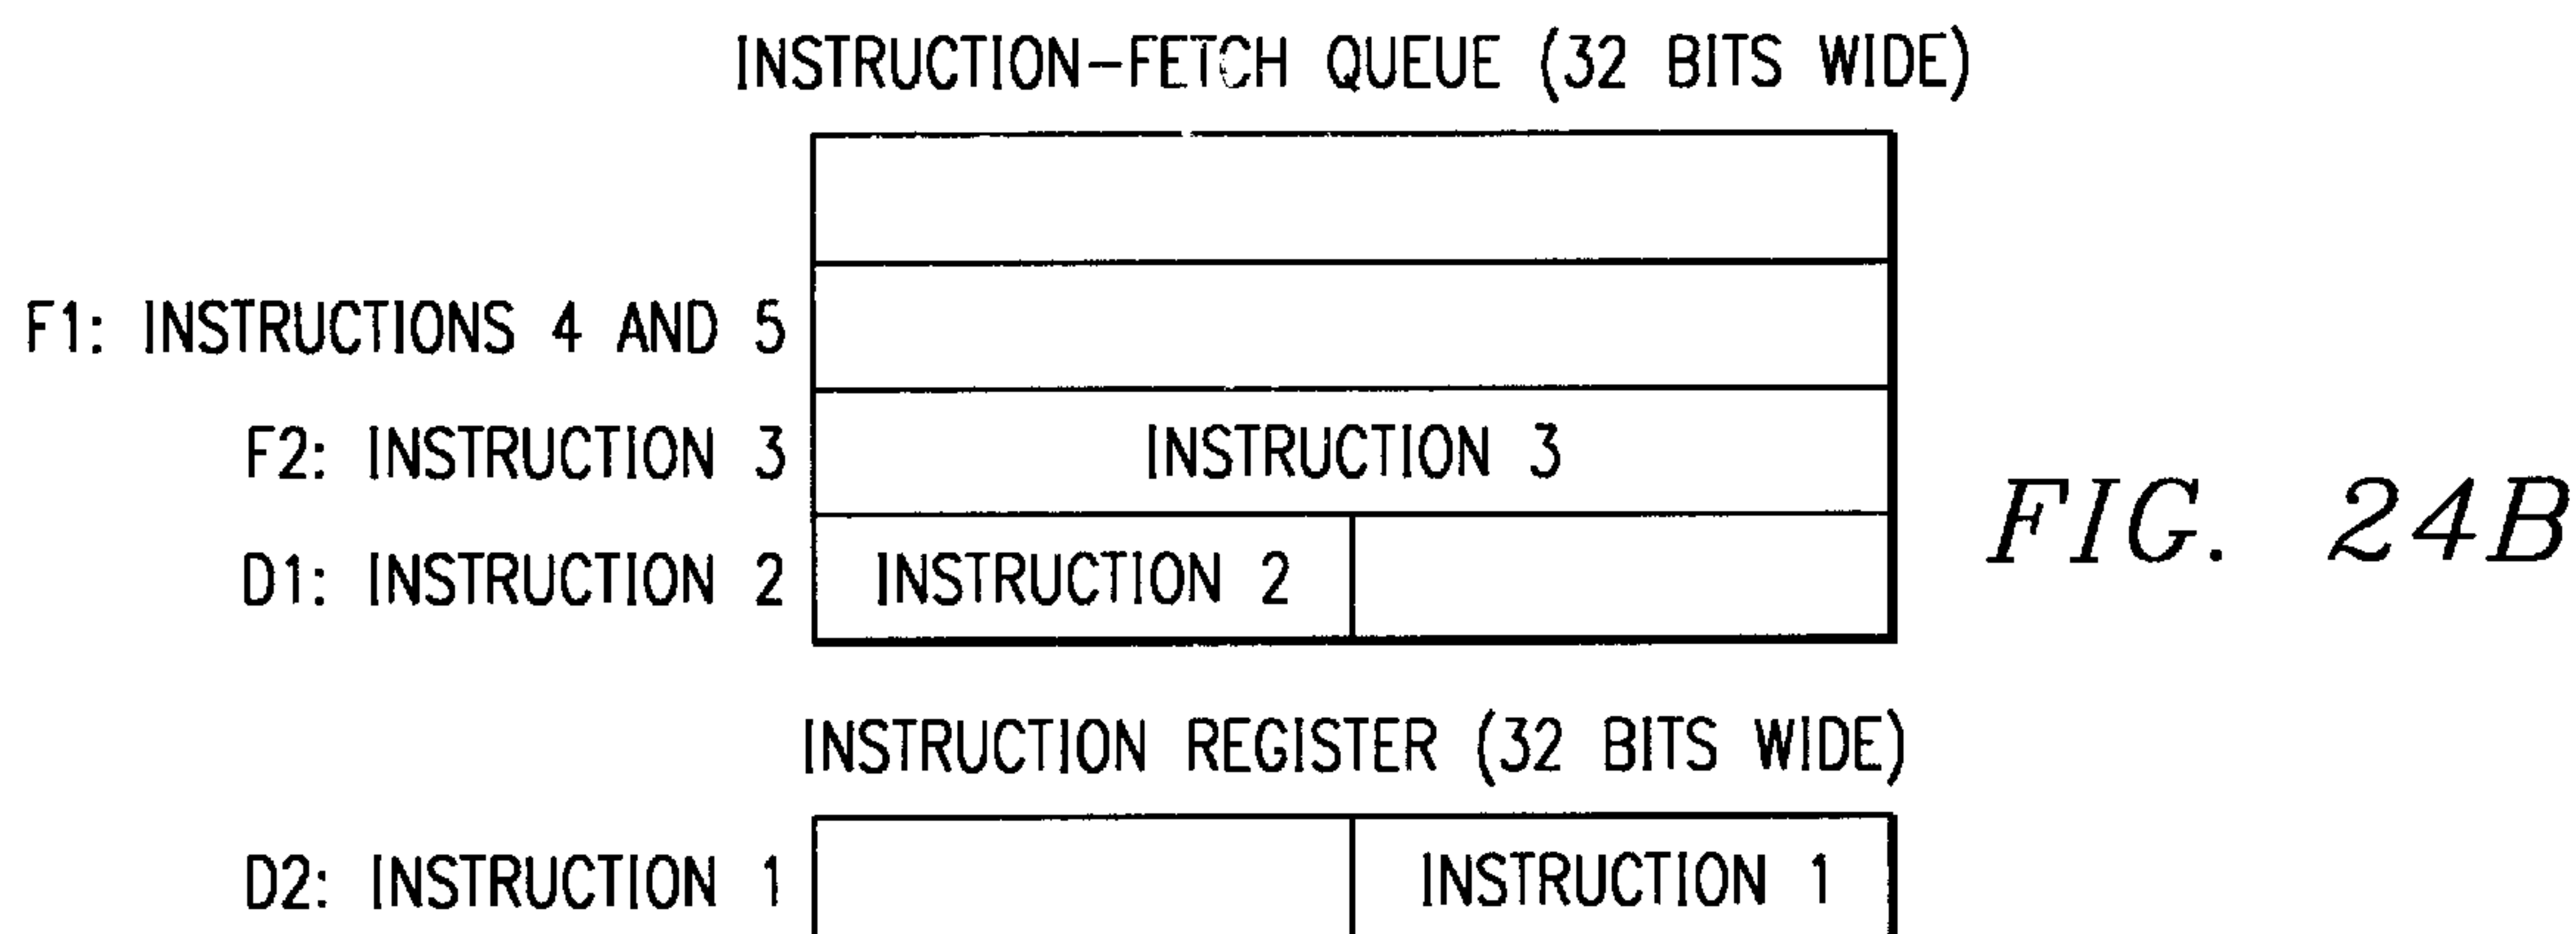 INSTRUCTION-FETCH QUEUE (32 BITS WIDE)
F1: INSTRUCTIONS 4 AND 5
F2: INSTRUCTION 3 INSTRUCTION 3
D1: INSTRUCTION 2 INSTRUCTION 2
FIG. 24B
INSTRUCTION REGISTER (32 BITS WIDE)
D2: INSTRUCTION 1 INSTRUCTION 1